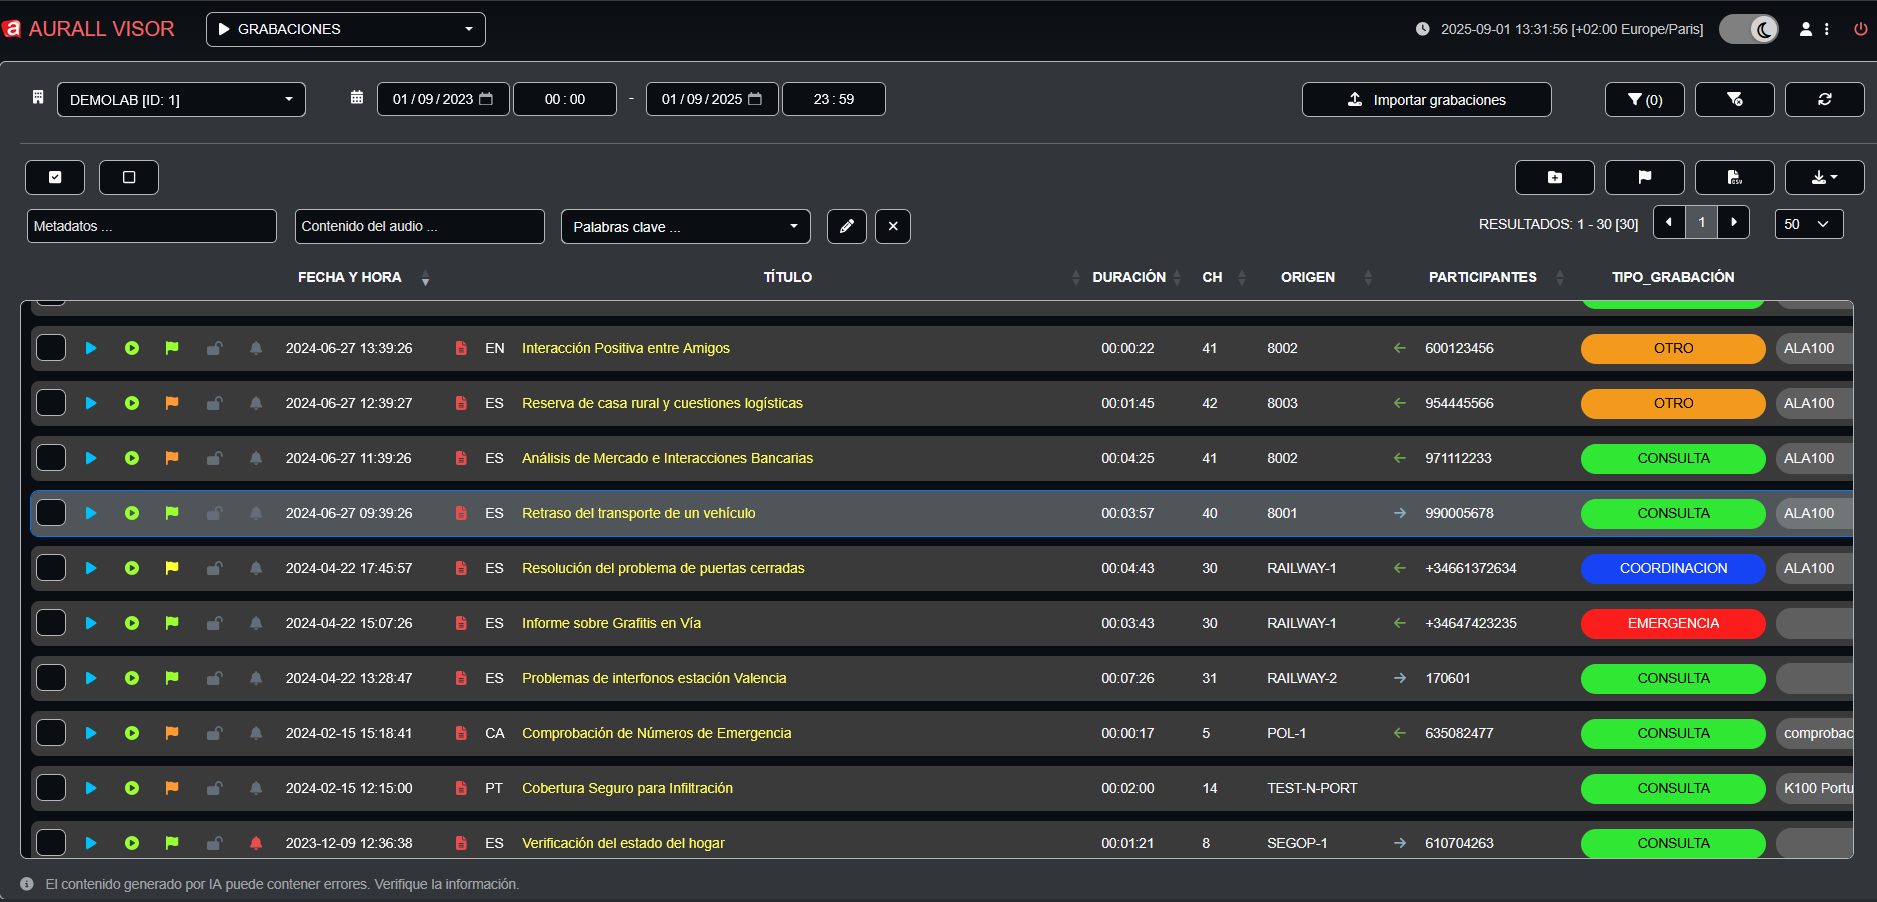 a AURALL VISOR GRABACIONES 2025-09-01 13:31:56 [+02:00 Europe/Paris]
DEMOLAB [ID: 1] 01/09/2023 00:00 - 01/09/2025 23:59 Importar grabaciones (0)
CSV
Metadatos ... Contenido del audio ... Palabras clave ... RESULTADOS: 1 - 30 [30] 1 50
FECHA Y HORA TÍTULO DURACIÓN CH ORIGEN PARTICIPANTES TIPO_GRABACIÓN
2024-06-27 13:39:26 EN Interacción Positiva entre Amigos 00:00:22 41 8002 ← 600123456 OTRO ALA100
2024-06-27 12:39:27 ES Reserva de casa rural y cuestiones logísticas 00:01:45 42 8003 ← 954445566 OTRO ALA100
2024-06-27 11:39:26 ES Análisis de Mercado e Interacciones Bancarias 00:04:25 41 8002 ← 971112233 CONSULTA ALA100
2024-06-27 09:39:26 ES Retraso del transporte de un vehículo 00:03:57 40 8001 → 990005678 CONSULTA ALA100
2024-04-22 17:45:57 ES Resolución del problema de puertas cerradas 00:04:43 30 RAILWAY-1 ← +34661372634 COORDINACION ALA100
2024-04-22 15:07:26 ES Informe sobre Grafitis en Vía 00:03:43 30 RAILWAY-1 ← +34647423235 EMERGENCIA
2024-04-22 13:28:47 ES Problemas de interfonos estación Valencia 00:07:26 31 RAILWAY-2 → 170601 CONSULTA
2024-02-15 15:18:41 CA Comprobación de Números de Emergencia 00:00:17 5 POL-1 ← 635082477 CONSULTA comprobac
2024-02-15 12:15:00 PT Cobertura Seguro para Infiltración 00:02:00 14 TEST-N-PORT CONSULTA K100 Portu
2023-12-09 12:36:38 ES Verificación del estado del hogar 00:01:21 8 SEGOP-1 → 610704263 CONSULTA
El contenido generado por IA puede contener errores. Verifique la información.